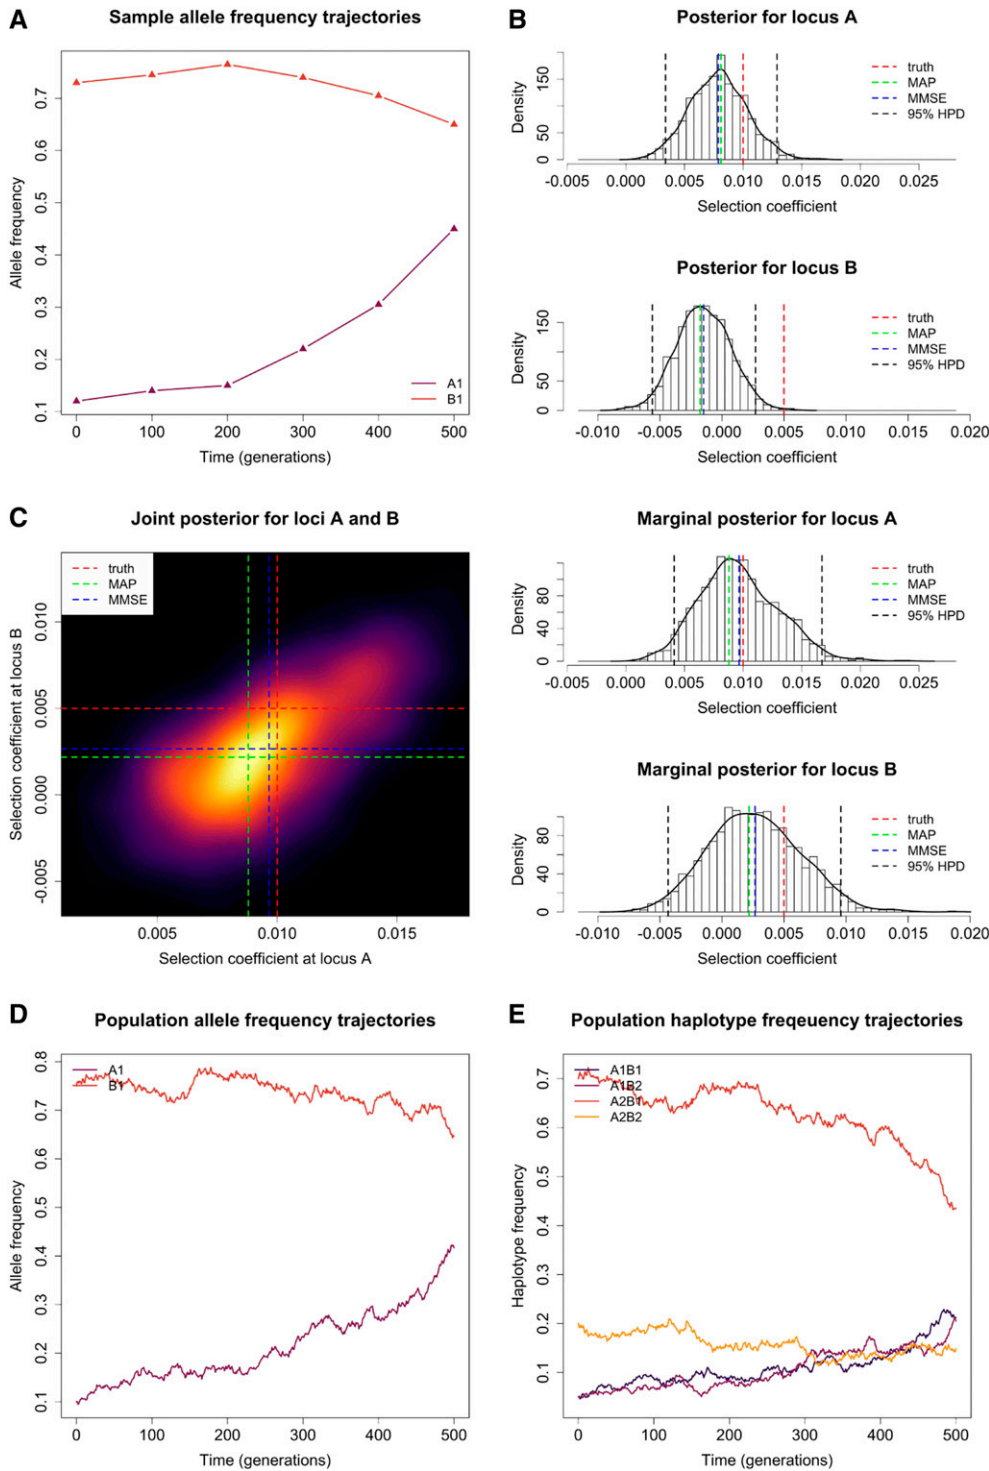 A Sample allele frequency trajectories
0.7
0.6
0.5
0.4
0.3
0.2
0.1
Allele frequency
A1
B1
0 100 200 300 400 500
Time (generations)
B Posterior for locus A
150
50
0
Density
truth
MAP
MMSE
95% HPD
-0.005 0.000 0.005 0.010 0.015 0.020 0.025
Selection coefficient
Posterior for locus B
150
50
0
Density
truth
MAP
MMSE
95% HPD
-0.010 -0.005 0.000 0.005 0.010 0.015 0.020
Selection coefficient
C Joint posterior for loci A and B
truth
MAP
MMSE
0.010
0.005
0.000
-0.005
Selection coefficient at locus B
0.005 0.010 0.015
Selection coefficient at locus A
Marginal posterior for locus A
80
40
0
Density
truth
MAP
MMSE
95% HPD
-0.005 0.000 0.005 0.010 0.015 0.020 0.025
Selection coefficient
Marginal posterior for locus B
80
40
0
Density
truth
MAP
MMSE
95% HPD
-0.010 -0.005 0.000 0.005 0.010 0.015 0.020
Selection coefficient
D Population allele frequency trajectories
A1
B1
0.8
0.7
0.6
0.5
0.4
0.3
0.2
0.1
Allele frequency
0 100 200 300 400 500
Time (generations)
E Population haplotype freqeuency trajectories
A1B1
A1B2
A2B1
A2B2
0.7
0.6
0.5
0.4
0.3
0.2
0.1
Haplotype frequency
0 100 200 300 400 500
Time (generations)